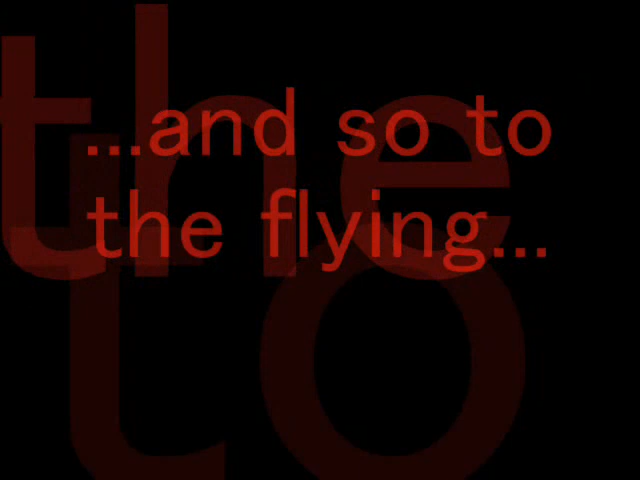 ...and so to
the flying...
the
to